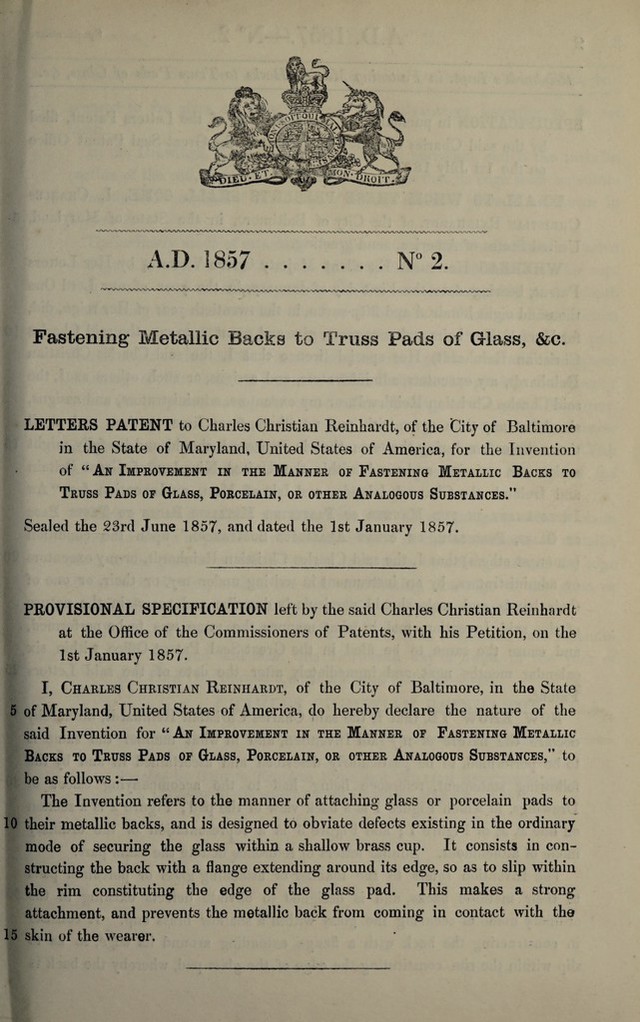 DIEU · ET · MON · DROIT ·
A.D. 1857 . . . . . . . Nº 2.
Fastening Metallic Backs to Truss Pads of Glass, &c.
LETTERS PATENT to Charles Christian Reinhardt, of the City of Baltimore
in the State of Maryland, United States of America, for the Invention
of “AN IMPROVEMENT IN THE MANNER OF FASTENING METALLIC BACKS TO
TRUSS PADS OF GLASS, PORCELAIN, OR OTHER ANALOGOUS SUBSTANCES.”
Sealed the 23rd June 1857, and dated the 1st January 1857.
PROVISIONAL SPECIFICATION left by the said Charles Christian Reinhardt
at the Office of the Commissioners of Patents, with his Petition, on the
1st January 1857.
I, CHARLES CHRISTIAN REINHARDT, of the City of Baltimore, in the State
5 of Maryland, United States of America, do hereby declare the nature of the
said Invention for “AN IMPROVEMENT IN THE MANNER OF FASTENING METALLIC
BACKS TO TRUSS PADS OF GLASS, PORCELAIN, OR OTHER ANALOGOUS SUBSTANCES,” to
be as follows :—
The Invention refers to the manner of attaching glass or porcelain pads to
10 their metallic backs, and is designed to obviate defects existing in the ordinary
mode of securing the glass within a shallow brass cup. It consists in con-
structing the back with a flange extending around its edge, so as to slip within
the rim constituting the edge of the glass pad. This makes a strong
attachment, and prevents the metallic back from coming in contact with the
15 skin of the wearer.